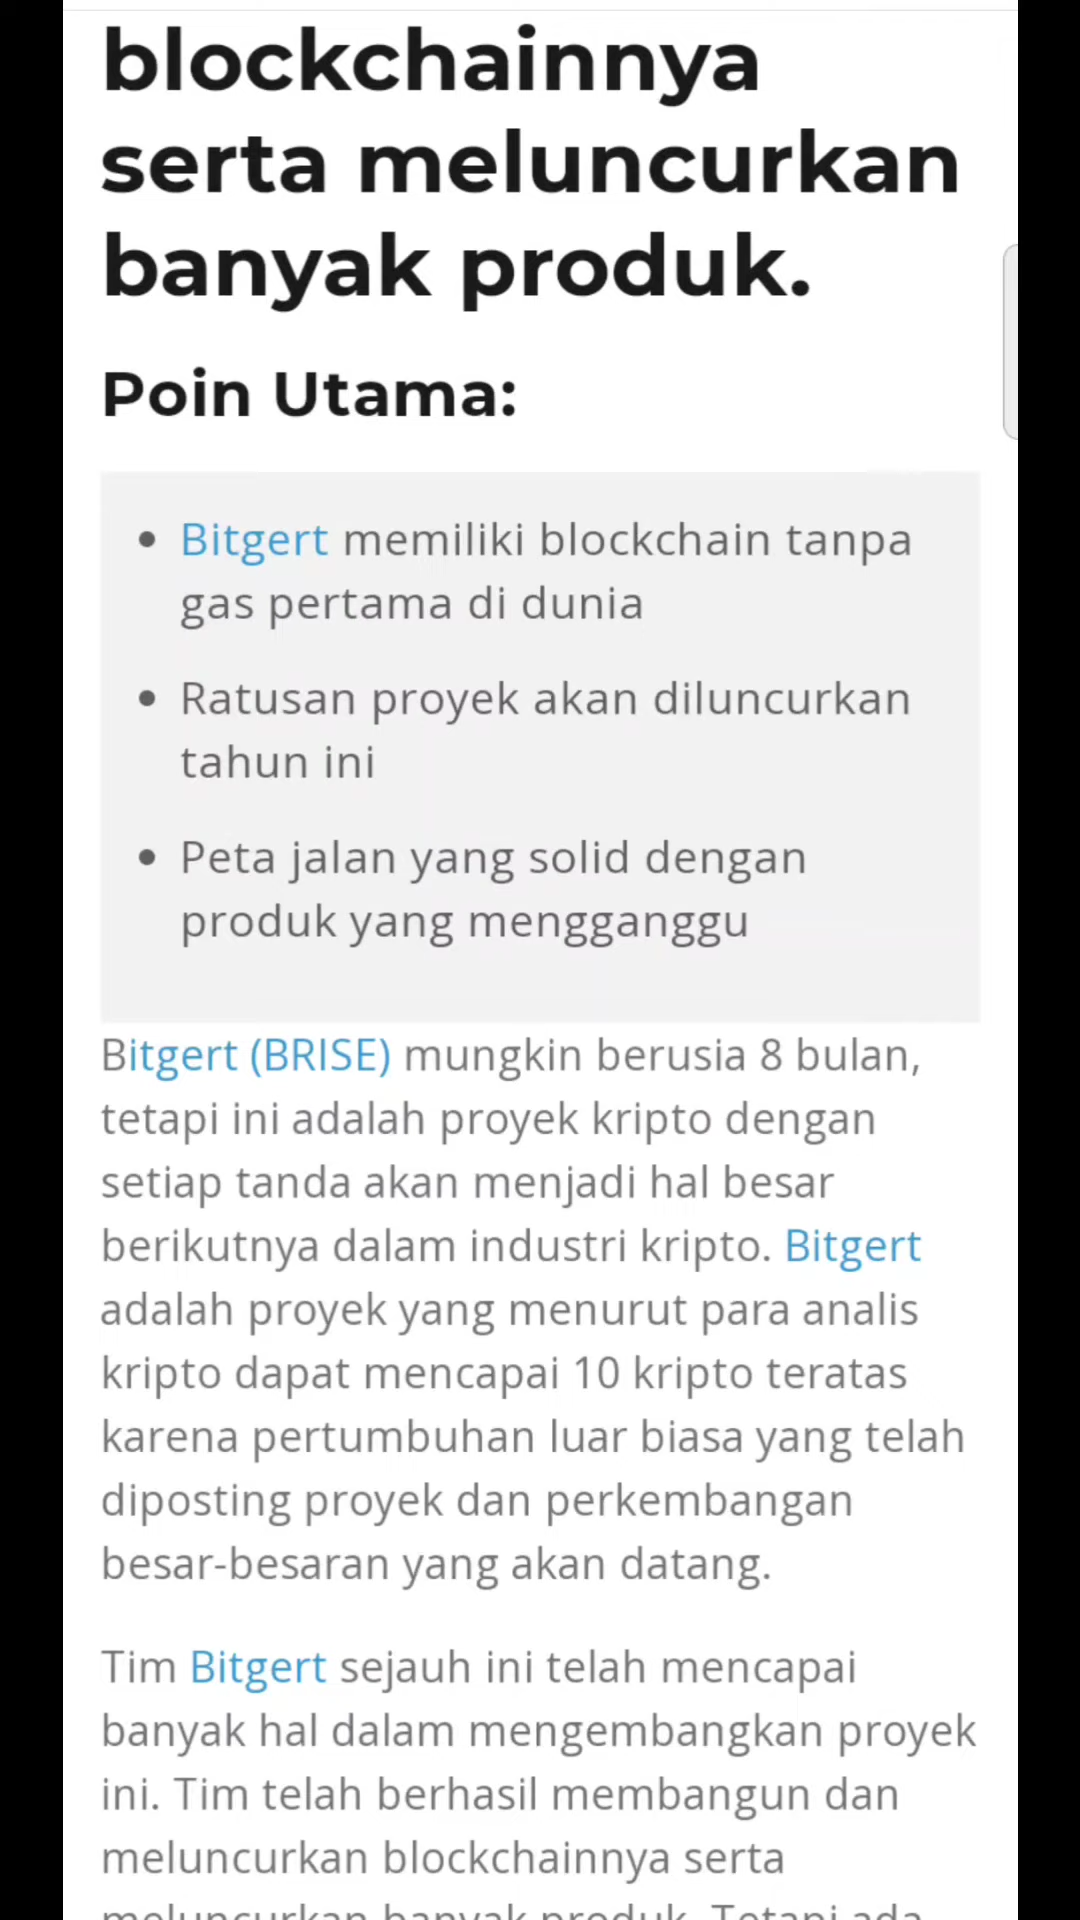 blockchainnya
serta meluncurkan
banyak produk.
Poin Utama:
• Bitgert memiliki blockchain tanpa
gas pertama di dunia
• Ratusan proyek akan diluncurkan
tahun ini
• Peta jalan yang solid dengan
produk yang mengganggu
Bitgert (BRISE) mungkin berusia 8 bulan,
tetapi ini adalah proyek kripto dengan
setiap tanda akan menjadi hal besar
berikutnya dalam industri kripto. Bitgert
adalah proyek yang menurut para analis
kripto dapat mencapai 10 kripto teratas
karena pertumbuhan luar biasa yang telah
diposting proyek dan perkembangan
besar-besaran yang akan datang.
Tim Bitgert sejauh ini telah mencapai
banyak hal dalam mengembangkan proyek
ini. Tim telah berhasil membangun dan
meluncurkan blockchainnya serta
meluncurkan banyak produk. Tetapi ada